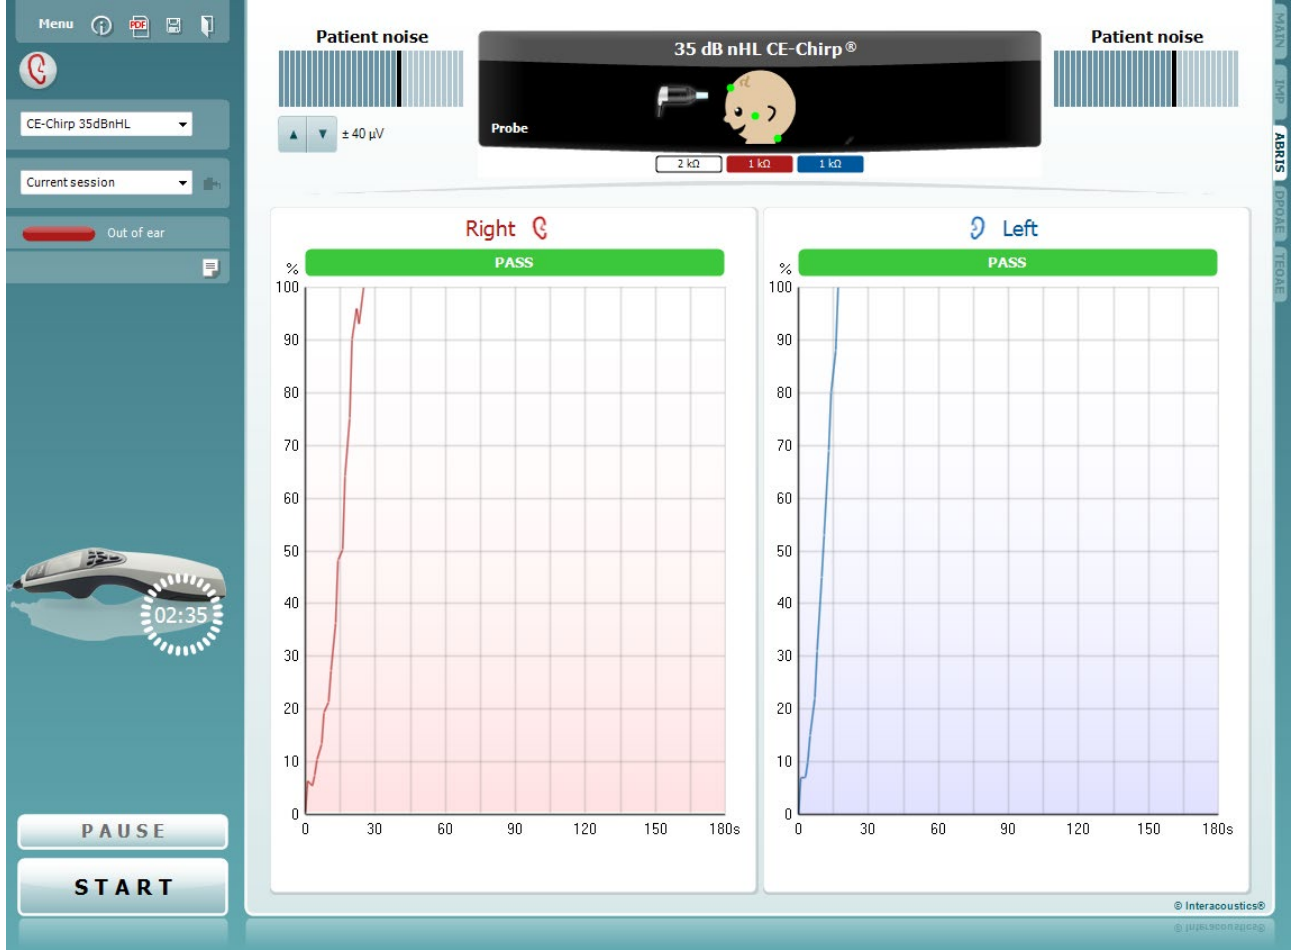 Menu
PDF
CE-Chirp 35dBnHL
Current session
Out of ear
02:35
PAUSE
START
Patient noise
± 40 µV
35 dB nHL CE-Chirp®
Probe
2 kΩ
1 kΩ
1 kΩ
Patient noise
Right
PASS
%
100
90
80
70
60
50
40
30
20
10
0
0 30 60 90 120 150 180s
Left
PASS
%
100
90
80
70
60
50
40
30
20
10
0
0 30 60 90 120 150 180s
© Interacoustics®
MAIN
IMP
ABRIS
DPOAE
TEOAE